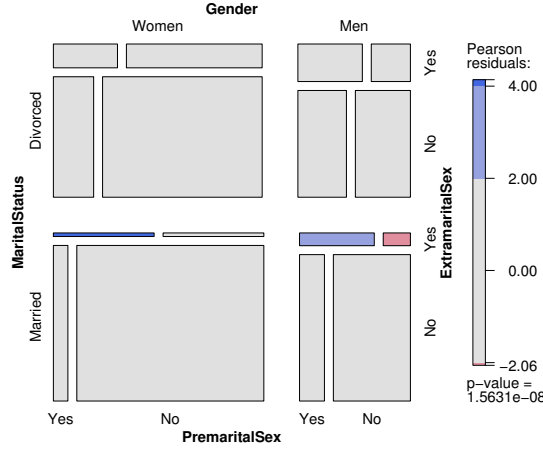 Gender
Women Men
Pearson
residuals:
Yes
4.00
Divorced
No
2.00
MaritalStatus
ExtramaritalSex
Yes
0.00
Married
No
−2.06
p−value =
1.5631e−08
Yes No Yes No
PremaritalSex